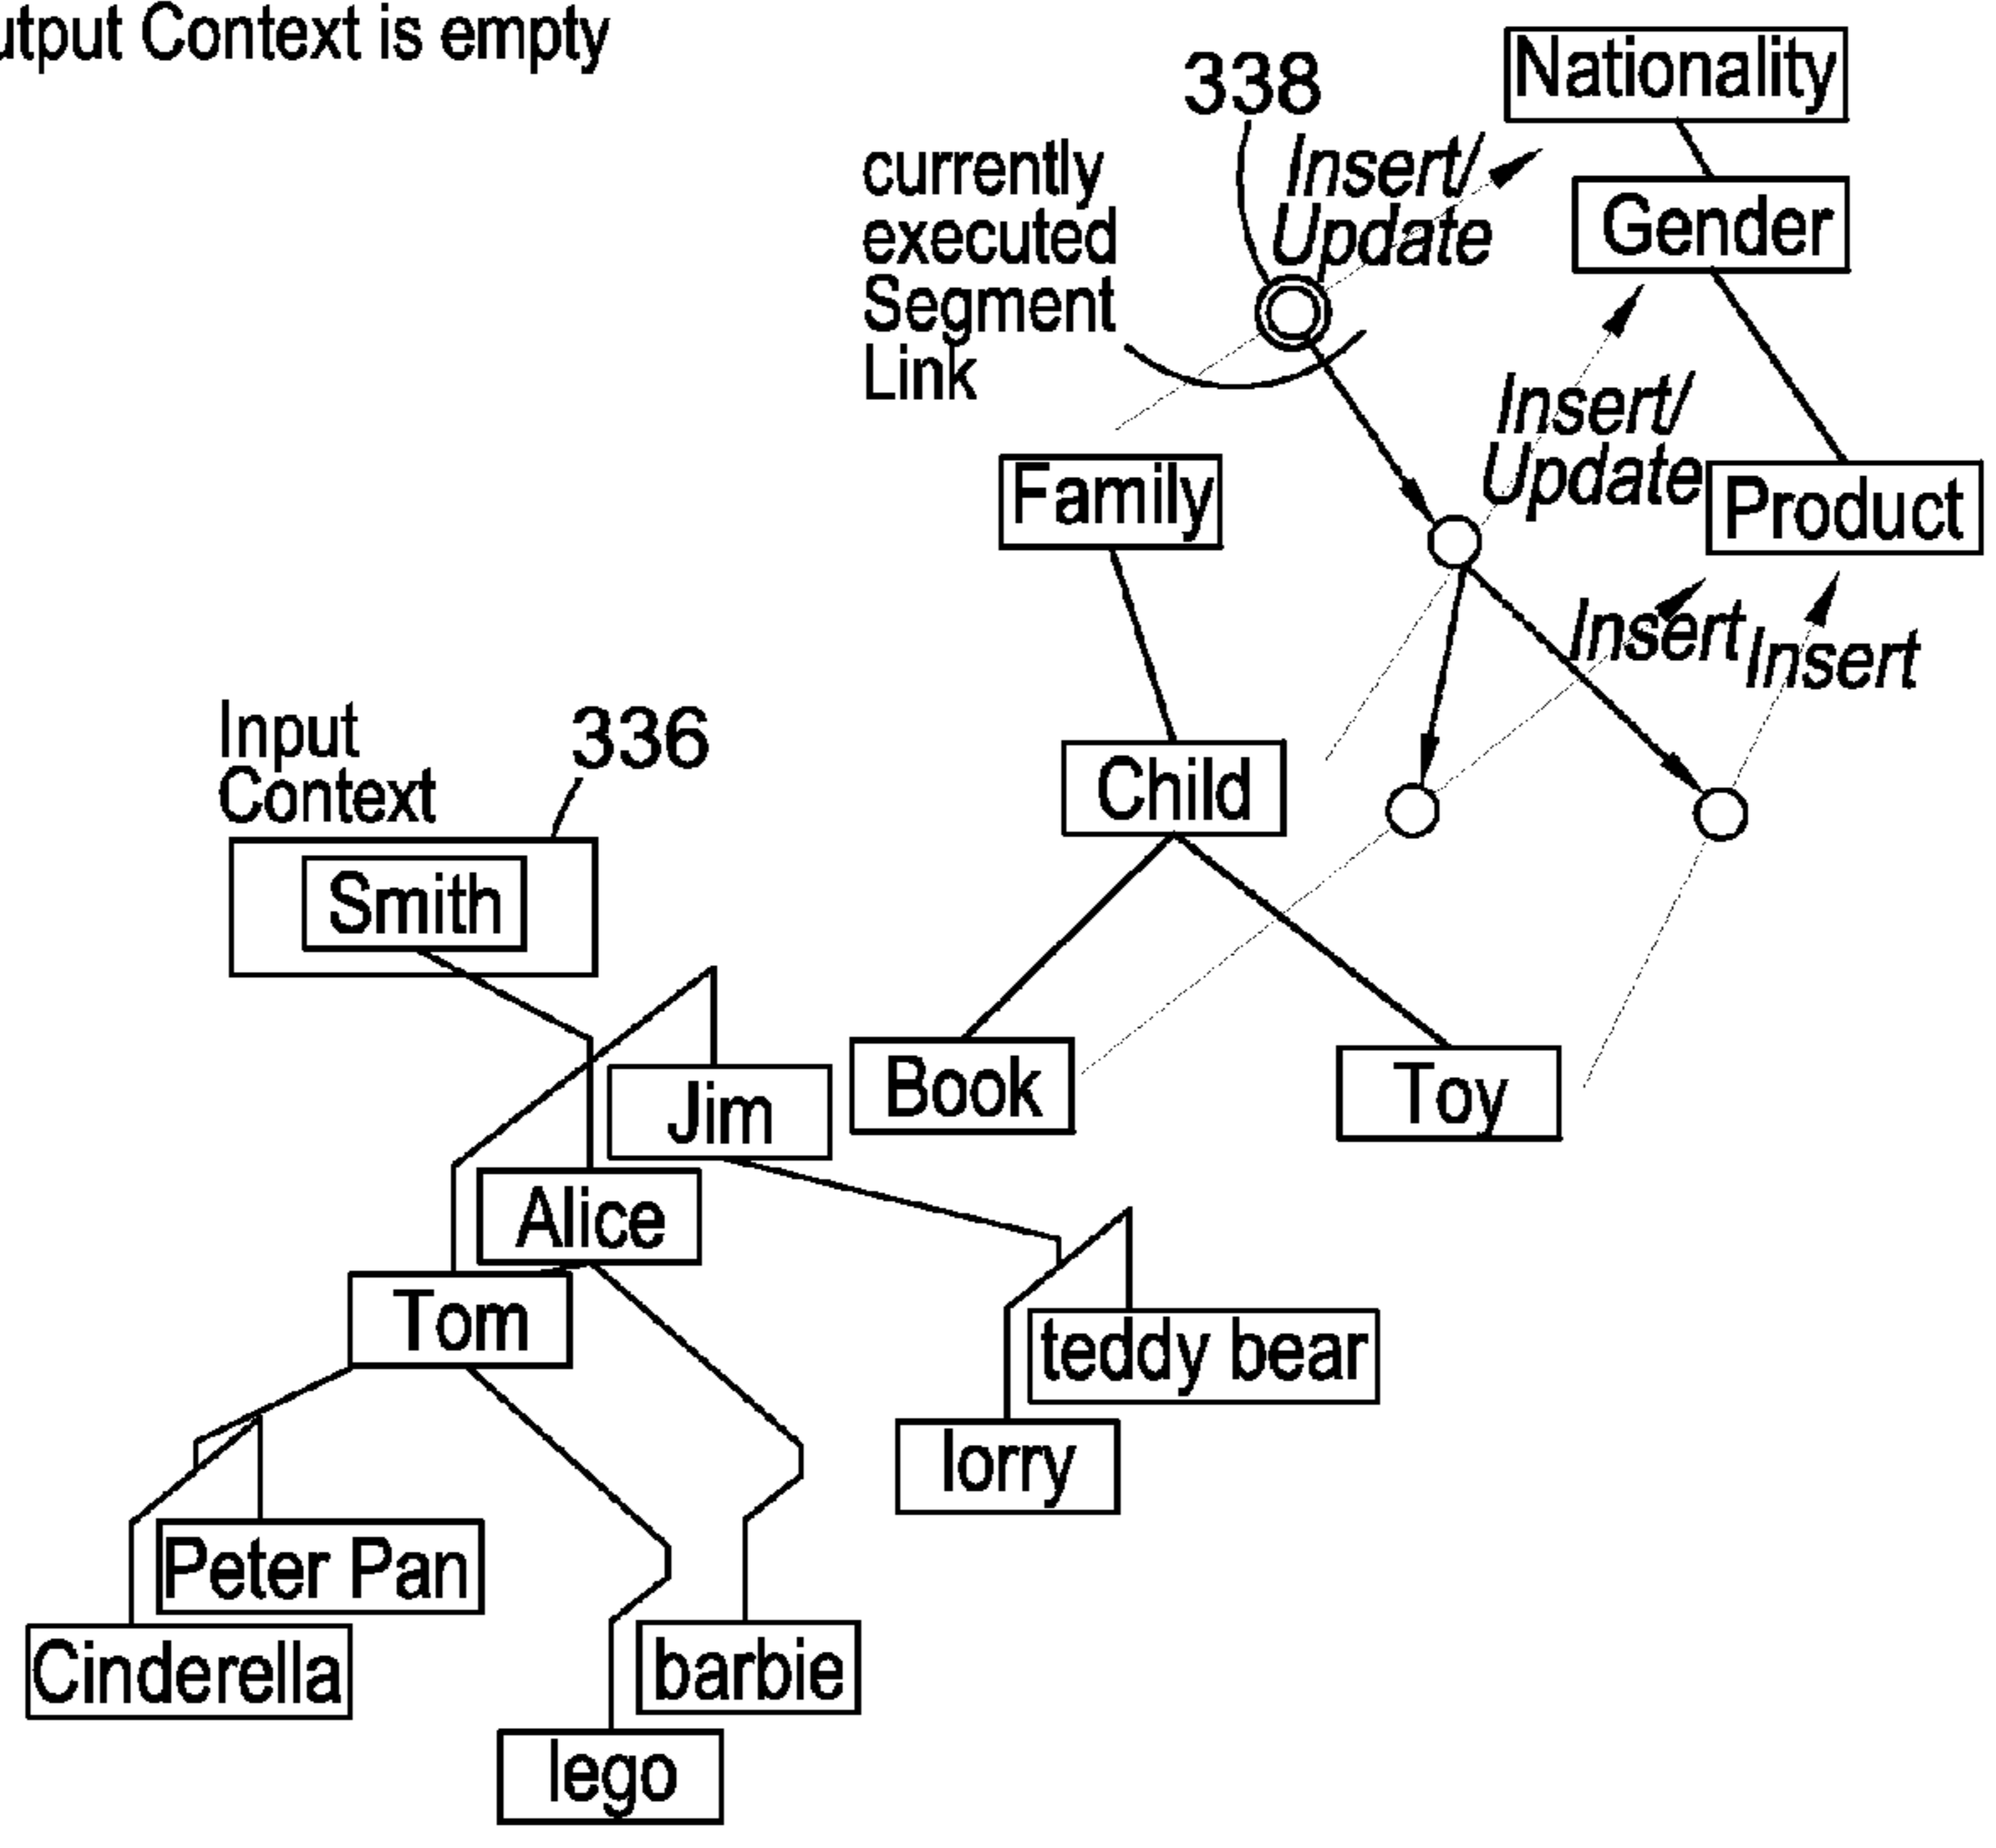 utput Context is empty
338
Nationality
currently
executed
Segment
Link
Insert/
Update
Gender
Family
Insert/
Update
Product
Insert
Insert
Input
Context
336
Child
Smith
Book
Toy
Jim
Alice
Tom
teddy bear
lorry
Peter Pan
Cinderella
barbie
lego